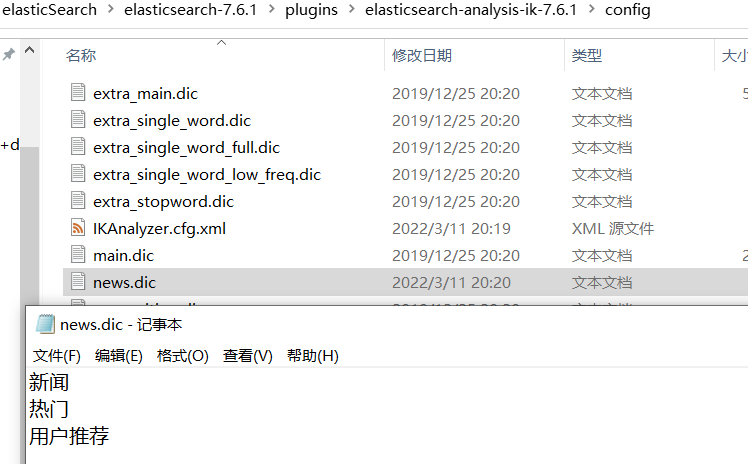 elasticSearch > elasticsearch-7.6.1 > plugins > elasticsearch-analysis-ik-7.6.1 > config
名称 修改日期 类型
extra_main.dic 2019/12/25 20:20 文本文档 5
extra_single_word.dic 2019/12/25 20:20 文本文档
+d
extra_single_word_full.dic 2019/12/25 20:20 文本文档
extra_single_word_low_freq.dic 2019/12/25 20:20 文本文档
extra_stopword.dic 2019/12/25 20:20 文本文档
IKAnalyzer.cfg.xml 2022/3/11 20:19 XML 源文件
main.dic 2019/12/25 20:20 文本文档 2
news.dic 2022/3/11 20:20 文本文档
news.dic - 记事本
文件(F) 编辑(E) 格式(O) 查看(V) 帮助(H)
新闻
热门
用户推荐